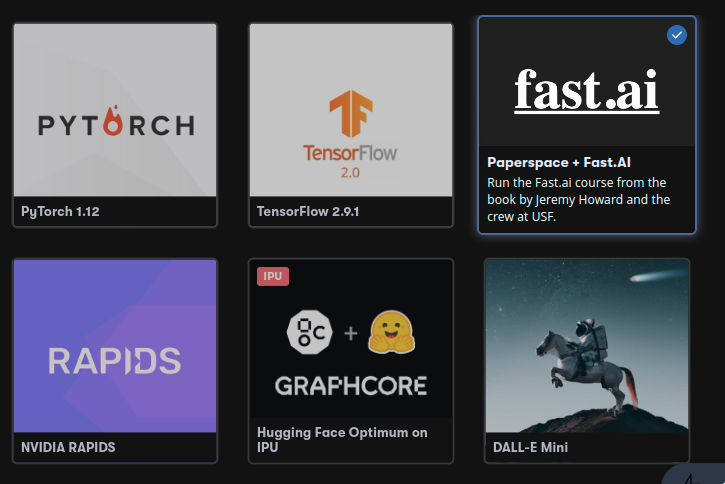 PYTORCH
PyTorch 1.12
TensorFlow
2.0
TensorFlow 2.9.1
fast.ai
Paperspace + Fast.AI
Run the Fast.ai course from the
book by Jeremy Howard and the
crew at USF.
RAPIDS
NVIDIA RAPIDS
IPU
gc +
GRAPHCORE
Hugging Face Optimum on
IPU
DALL-E Mini